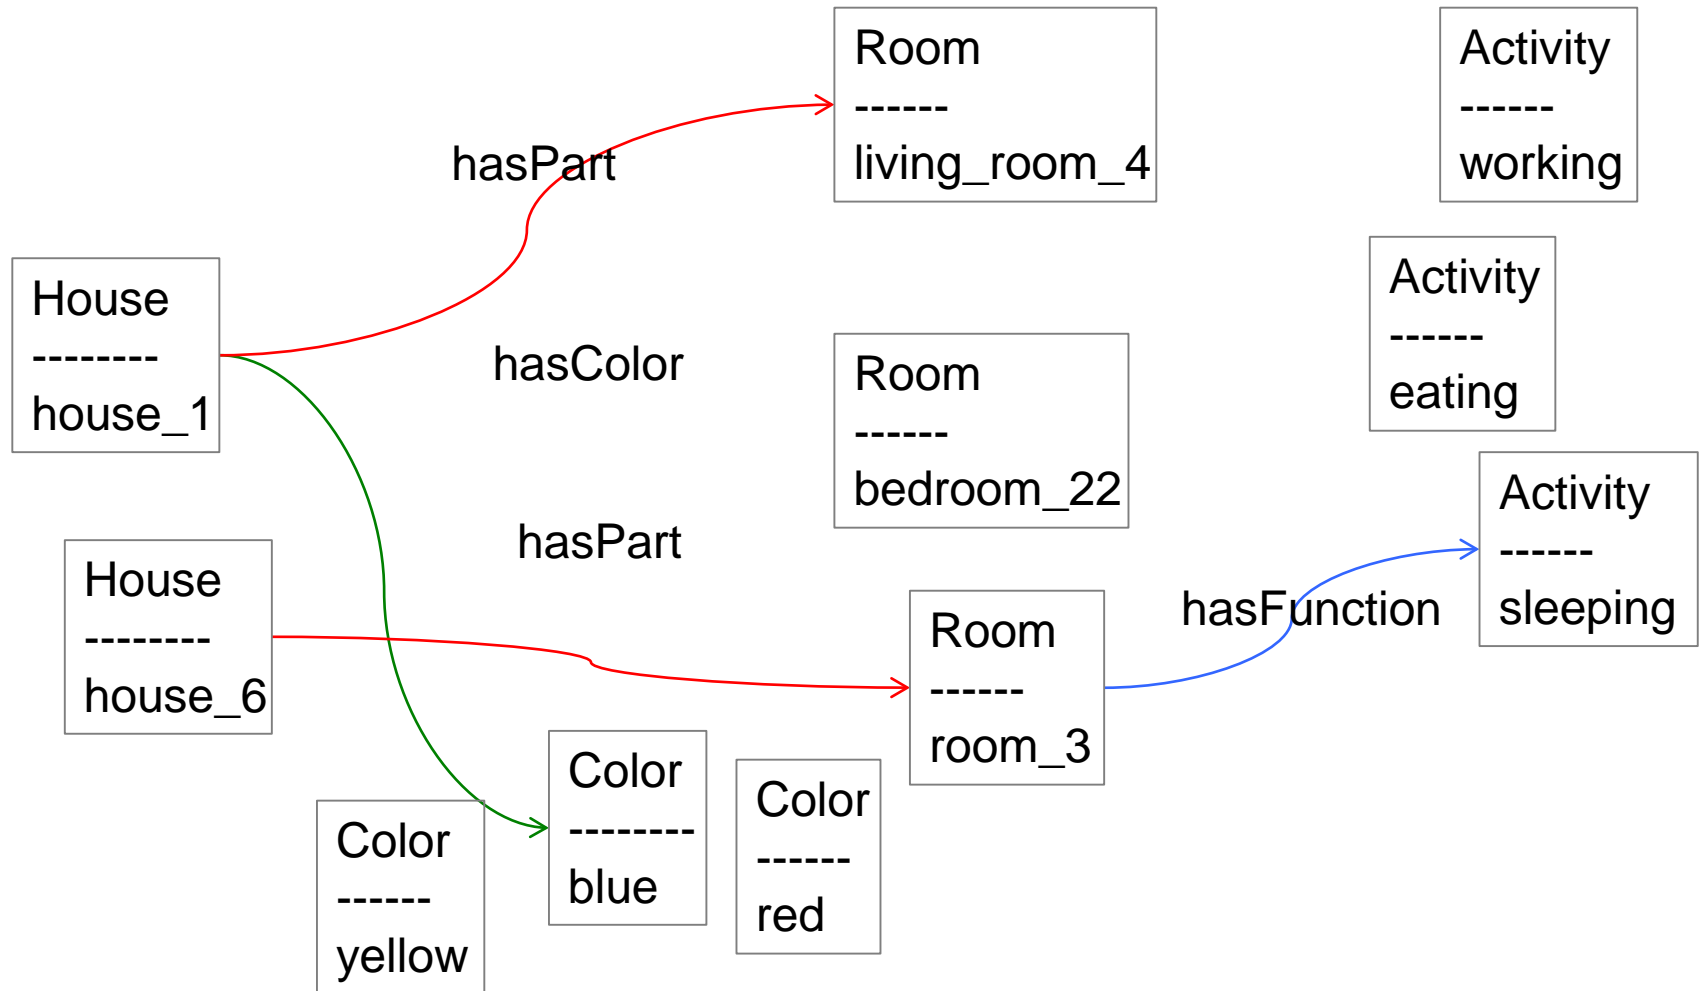 Room
------
living_room_4
Activity
------
working
hasPart
House
--------
house_1
Activity
------
eating
hasColor
Room
------
bedroom_22
Activity
------
sleeping
hasPart
House
--------
house_6
hasFunction
Room
------
room_3
Color
--------
blue
Color
------
red
Color
------
yellow